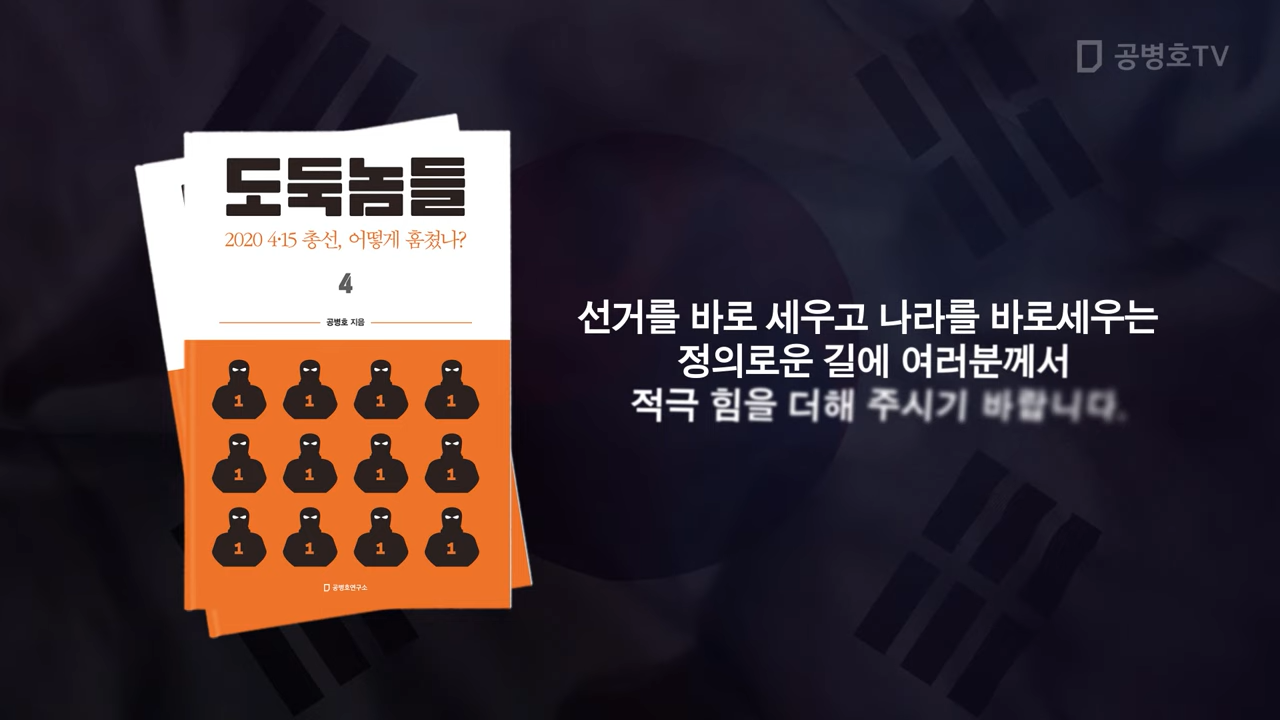 공병호TV
도둑놈들
2020 4·15 총선, 어떻게 훔쳤나?
4
공병호 지음
1 1 1 1
1 1 1 1
1 1 1 1
공병호연구소
선거를 바로 세우고 나라를 바로세우는
정의로운 길에 여러분께서
적극 힘을 더해 주시기 바랍니다.